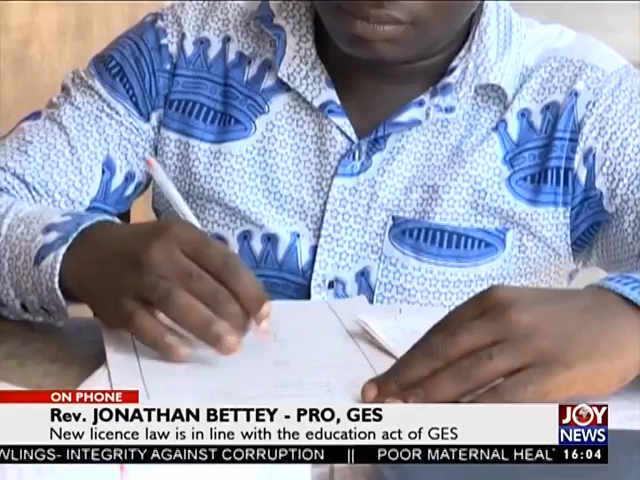 ON PHONE
REV. JONATHAN BETTEY - PRO, GES
NEW LICENCE LAW IS IN LINE WITH THE EDUCATION ACT OF GES
JOY
NEWS
WLINGS- INTEGRITY AGAINST CORRUPTION || POOR MATERNAL HEAL
16:04